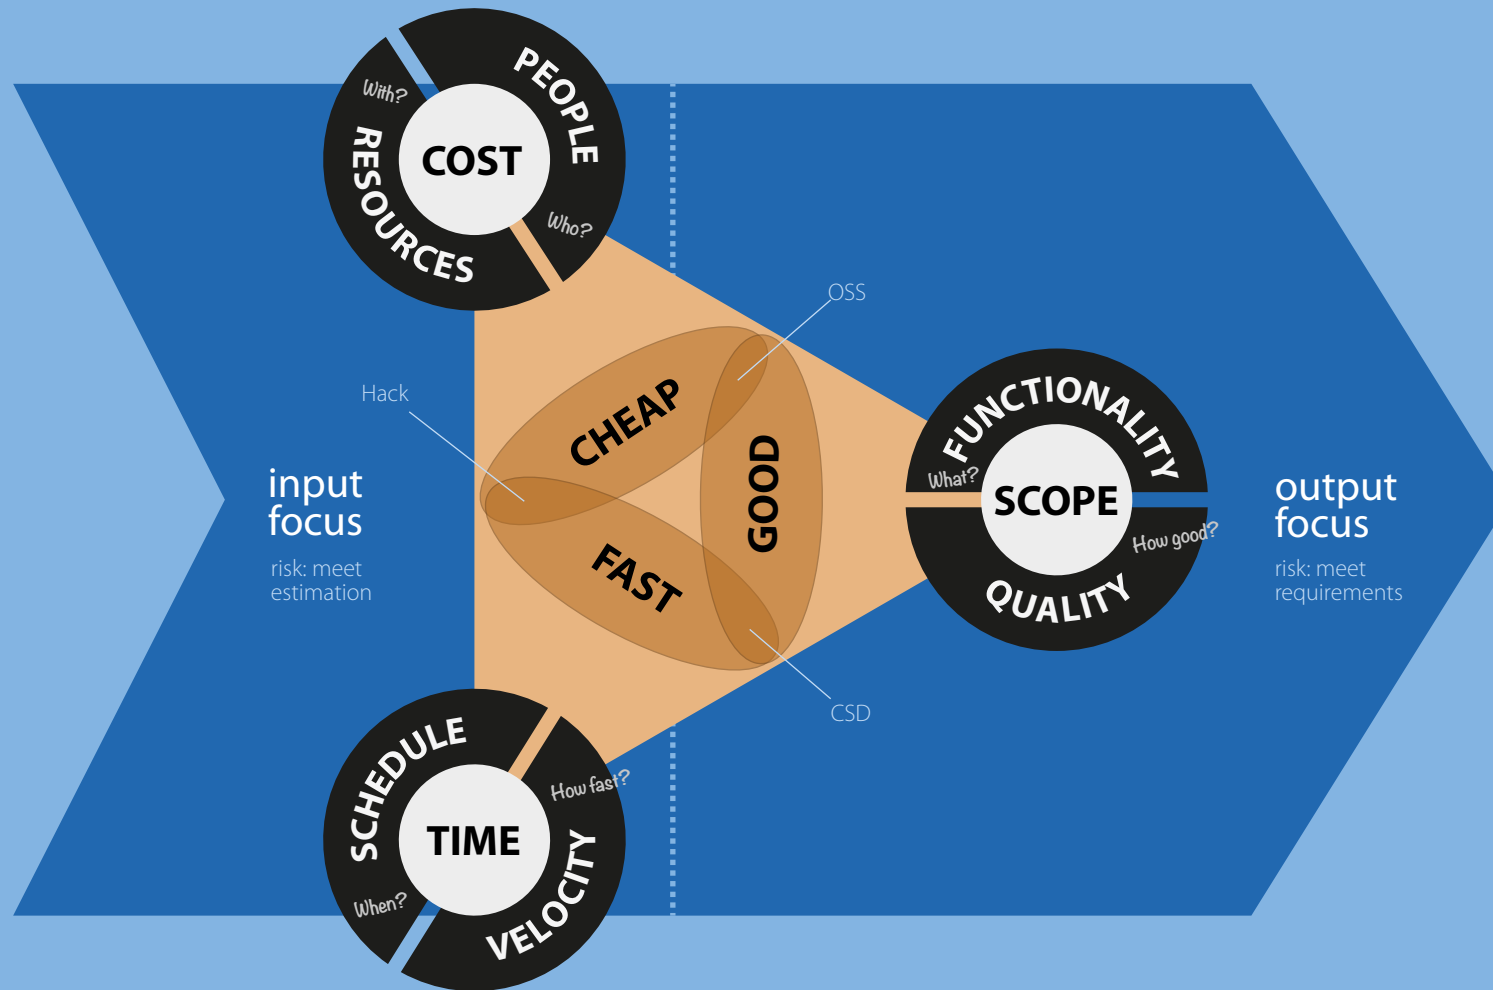 PEOPLE
With?
COST
RESOURCES
Who?
OSS
Hack
CHEAP
GOOD
FAST
CSD
input
focus
risk: meet
estimation
FUNCTIONALITY
What?
SCOPE
How good?
QUALITY
output
focus
risk: meet
requirements
SCHEDULE
How fast?
TIME
When?
VELOCITY